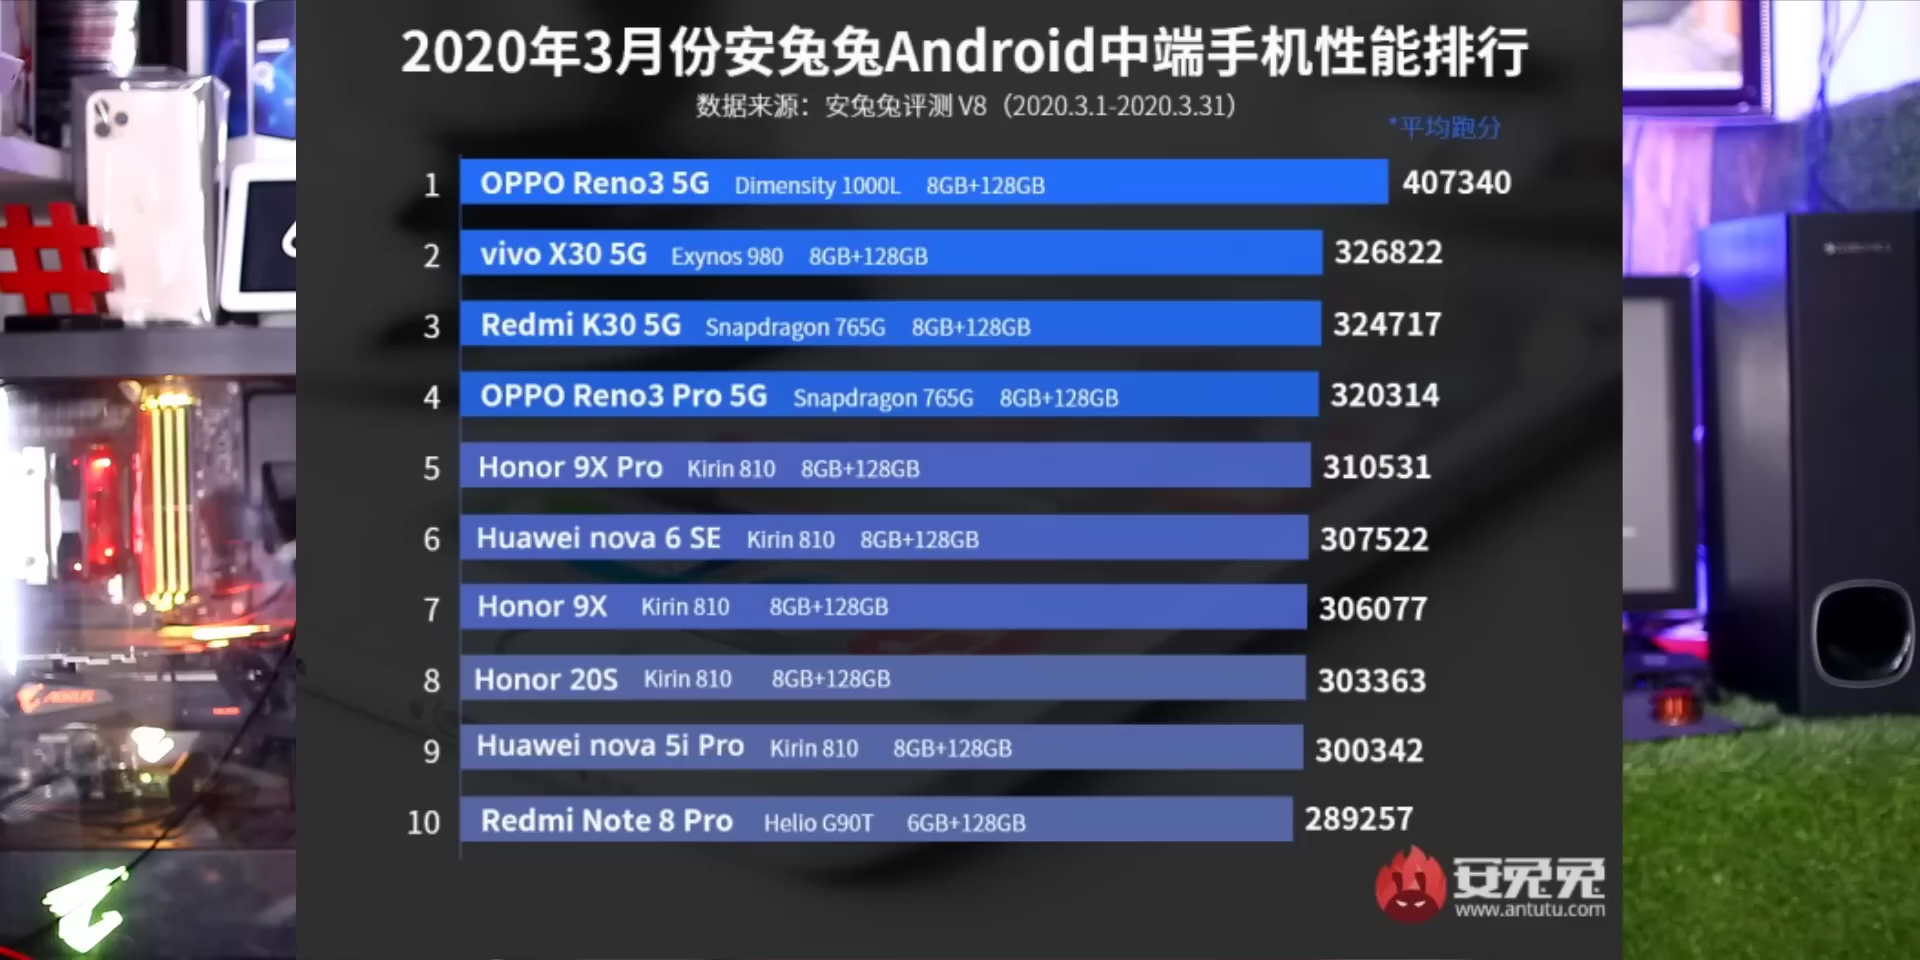 2020年3月份安兔兔Android中端手机性能排行
数据来源：安兔兔评测 V8（2020.3.1-2020.3.31）
*平均跑分
1 OPPO Reno3 5G Dimensity 1000L 8GB+128GB 407340
2 vivo X30 5G Exynos 980 8GB+128GB 326822
3 Redmi K30 5G Snapdragon 765G 8GB+128GB 324717
4 OPPO Reno3 Pro 5G Snapdragon 765G 8GB+128GB 320314
5 Honor 9X Pro Kirin 810 8GB+128GB 310531
6 Huawei nova 6 SE Kirin 810 8GB+128GB 307522
7 Honor 9X Kirin 810 8GB+128GB 306077
8 Honor 20S Kirin 810 8GB+128GB 303363
9 Huawei nova 5i Pro Kirin 810 8GB+128GB 300342
10 Redmi Note 8 Pro Helio G90T 6GB+128GB 289257
安兔兔
www.antutu.com
AORUS